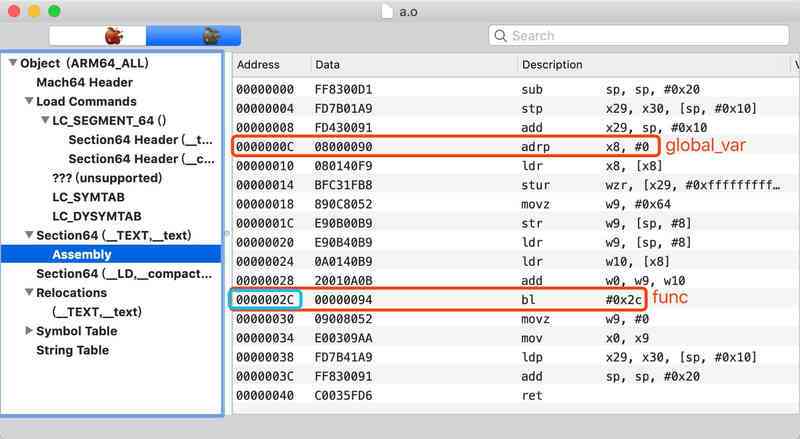 a.o
Search
Object (ARM64_ALL)
Mach64 Header
Load Commands
LC_SEGMENT_64 ()
Section64 Header (__t...
Section64 Header (__c...
??? (unsupported)
LC_SYMTAB
LC_DYSYMTAB
Section64 (__TEXT,__text)
Assembly
Section64 (__LD,__compact...
Relocations
(__TEXT,__text)
Symbol Table
String Table
Address Data Description V
00000000 FF8300D1 sub sp, sp, #0x20
00000004 FD7B01A9 stp x29, x30, [sp, #0x10]
00000008 FD430091 add x29, sp, #0x10
0000000C 08000090 adrp x8, #0 global_var
00000010 080140F9 ldr x8, [x8]
00000014 BFC31FB8 stur wzr, [x29, #0xfffffffff...
00000018 890C8052 movz w9, #0x64
0000001C E90B00B9 str w9, [sp, #8]
00000020 E90B40B9 ldr w9, [sp, #8]
00000024 0A0140B9 ldr w10, [x8]
00000028 20010A0B add w0, w9, w10
0000002C 00000094 bl #0x2c func
00000030 09008052 movz w9, #0
00000034 E00309AA mov x0, x9
00000038 FD7B41A9 ldp x29, x30, [sp, #0x10]
0000003C FF830091 add sp, sp, #0x20
00000040 C0035FD6 ret